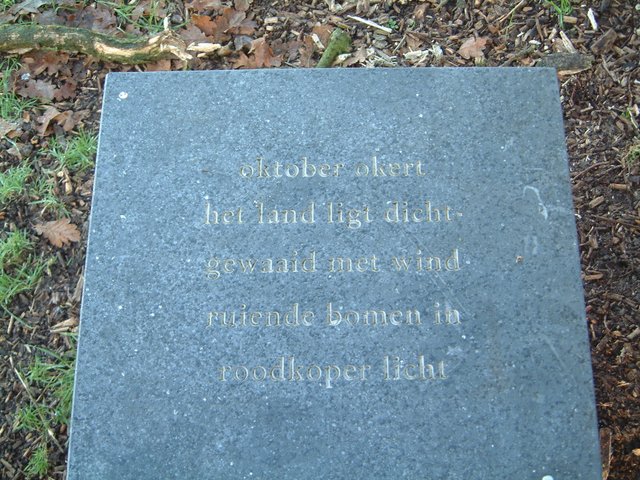 oktober okert
het land ligt dicht-
gewaaid met wind
ruiende bomen in
roodkoper licht